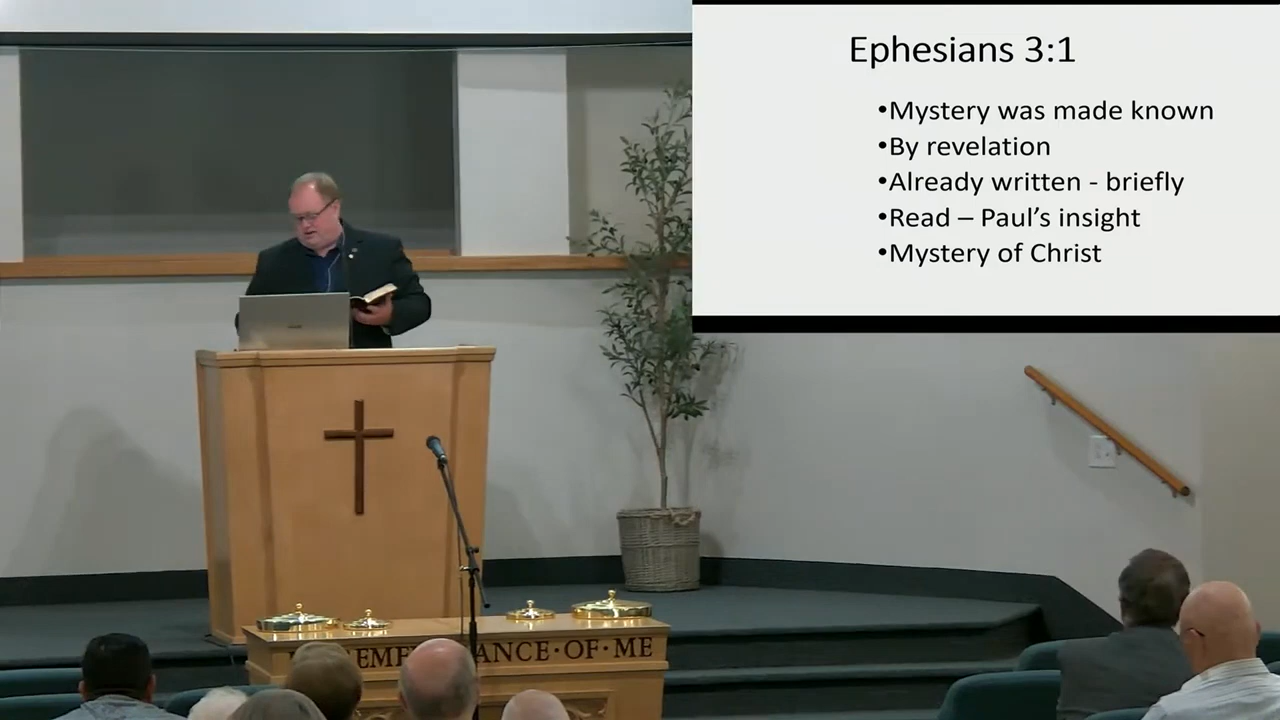 Ephesians 3:1
•Mystery was made known
•By revelation
•Already written - briefly
•Read – Paul’s insight
•Mystery of Christ
ANCE·OF·ME